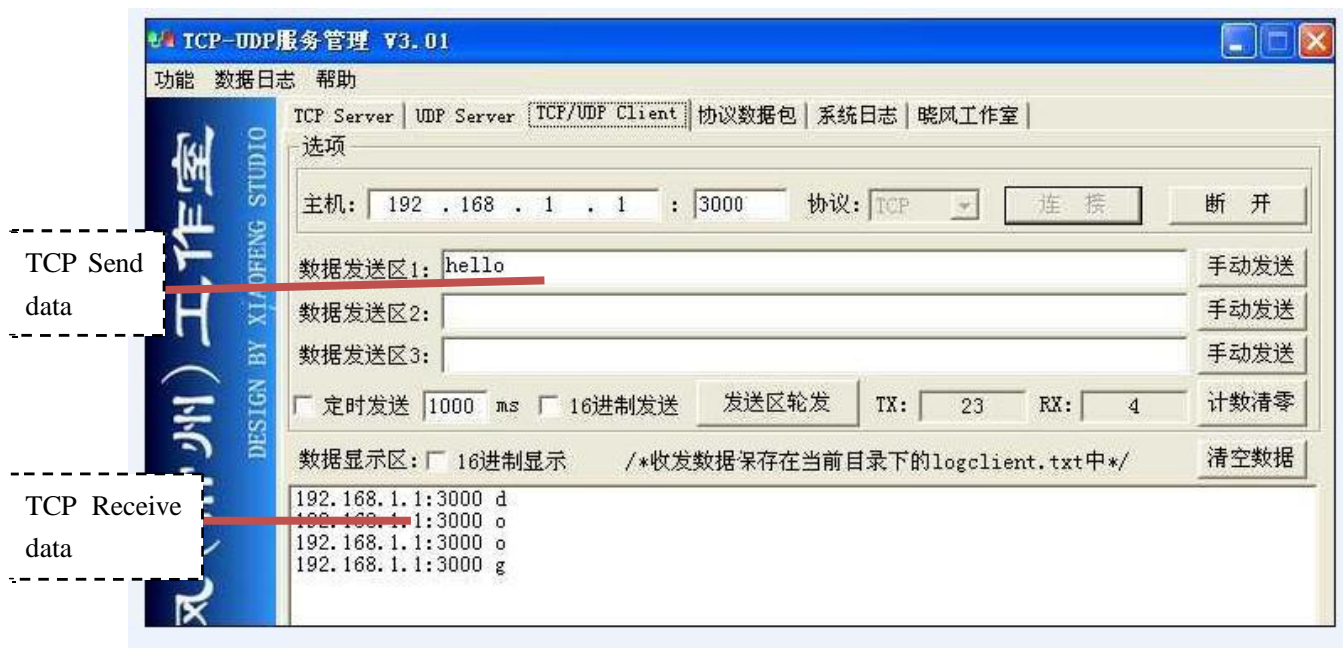 TCP-UDP服务管理 V3.01
功能 数据日志 帮助
TCP Server UDP Server TCP/UDP Client 协议数据包 系统日志 晓风工作室
选项
主机: 192 .168 . 1 . 1 : 3000 协议: TCP 连 接 断 开
TCP Send
data
数据发送区1: hello 手动发送
数据发送区2: 手动发送
数据发送区3: 手动发送
定时发送 1000 ms 16进制发送 发送区轮发 TX: 23 RX: 4 计数清零
数据显示区: 16进制显示 /*收发数据保存在当前目录下的logclient.txt中*/ 清空数据
TCP Receive
data
192.168.1.1:3000 d
192.168.1.1:3000 o
192.168.1.1:3000 o
192.168.1.1:3000 g
州）工作室
DESIGN BY XIAOFENG STUDIO